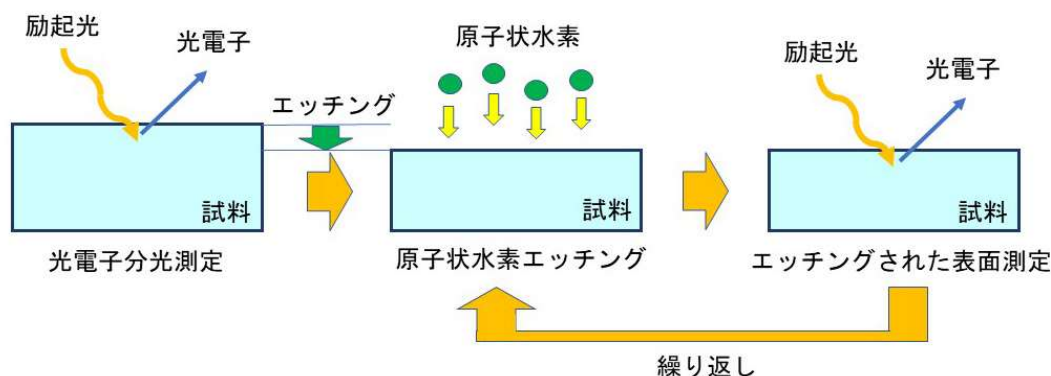 励起光
光電子
試料
光電子分光測定
エッチング
原子状水素
試料
原子状水素エッチング
励起光
光電子
試料
エッチングされた表面測定
繰り返し